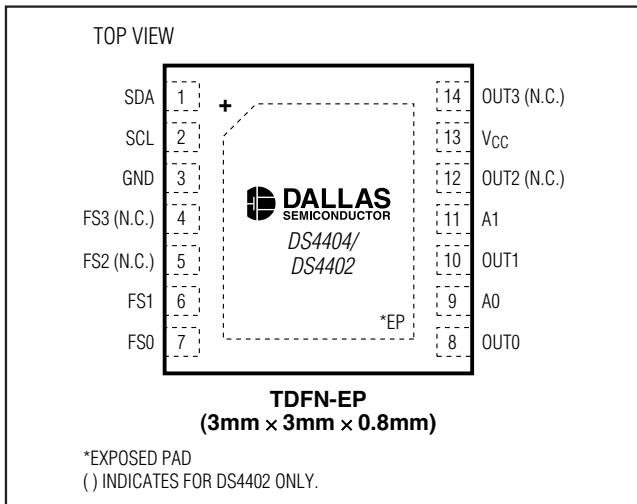 TOP VIEW
SDA 1 + 14 OUT3 (N.C.)
SCL 2 13 VCC
GND 3 12 OUT2 (N.C.)
FS3 (N.C.) 4 DALLAS 11 A1
SEMICONDUCTOR
DS4404/
FS2 (N.C.) 5 DS4402 10 OUT1
FS1 6 9 A0
*EP
FS0 7 8 OUT0
TDFN-EP
(3mm × 3mm × 0.8mm)
*EXPOSED PAD
( ) INDICATES FOR DS4402 ONLY.